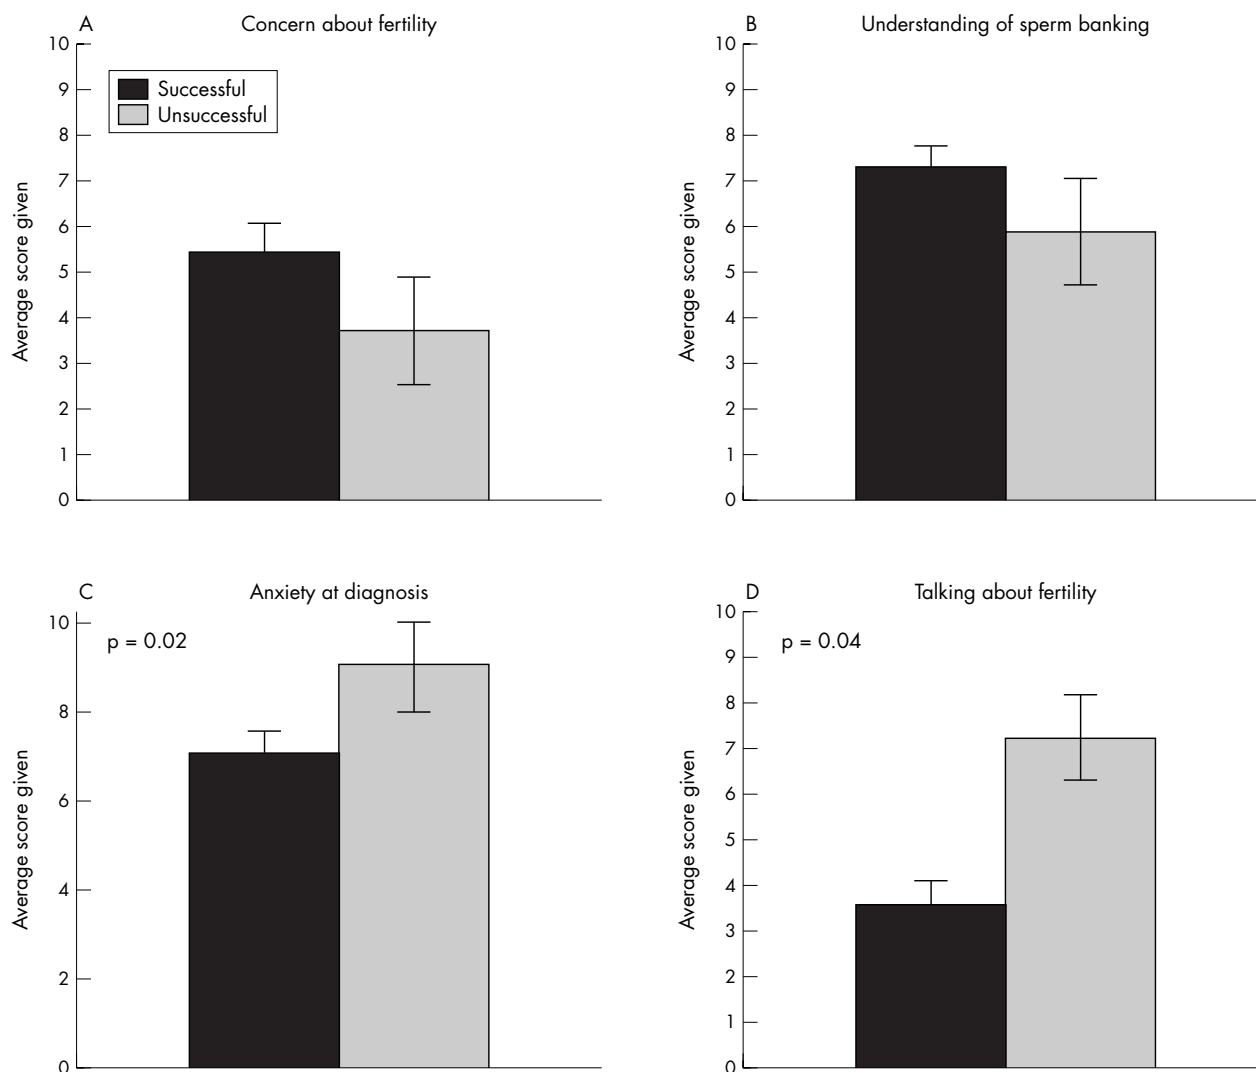 A
Concern about fertility
10
9
8
7
6
5
4
3
2
1
0
Average score given
Successful
Unsuccessful
B
Understanding of sperm banking
10
9
8
7
6
5
4
3
2
1
0
Average score given
C
Anxiety at diagnosis
10
8
6
4
2
0
Average score given
p = 0.02
D
Talking about fertility
10
9
8
7
6
5
4
3
2
1
0
Average score given
p = 0.04